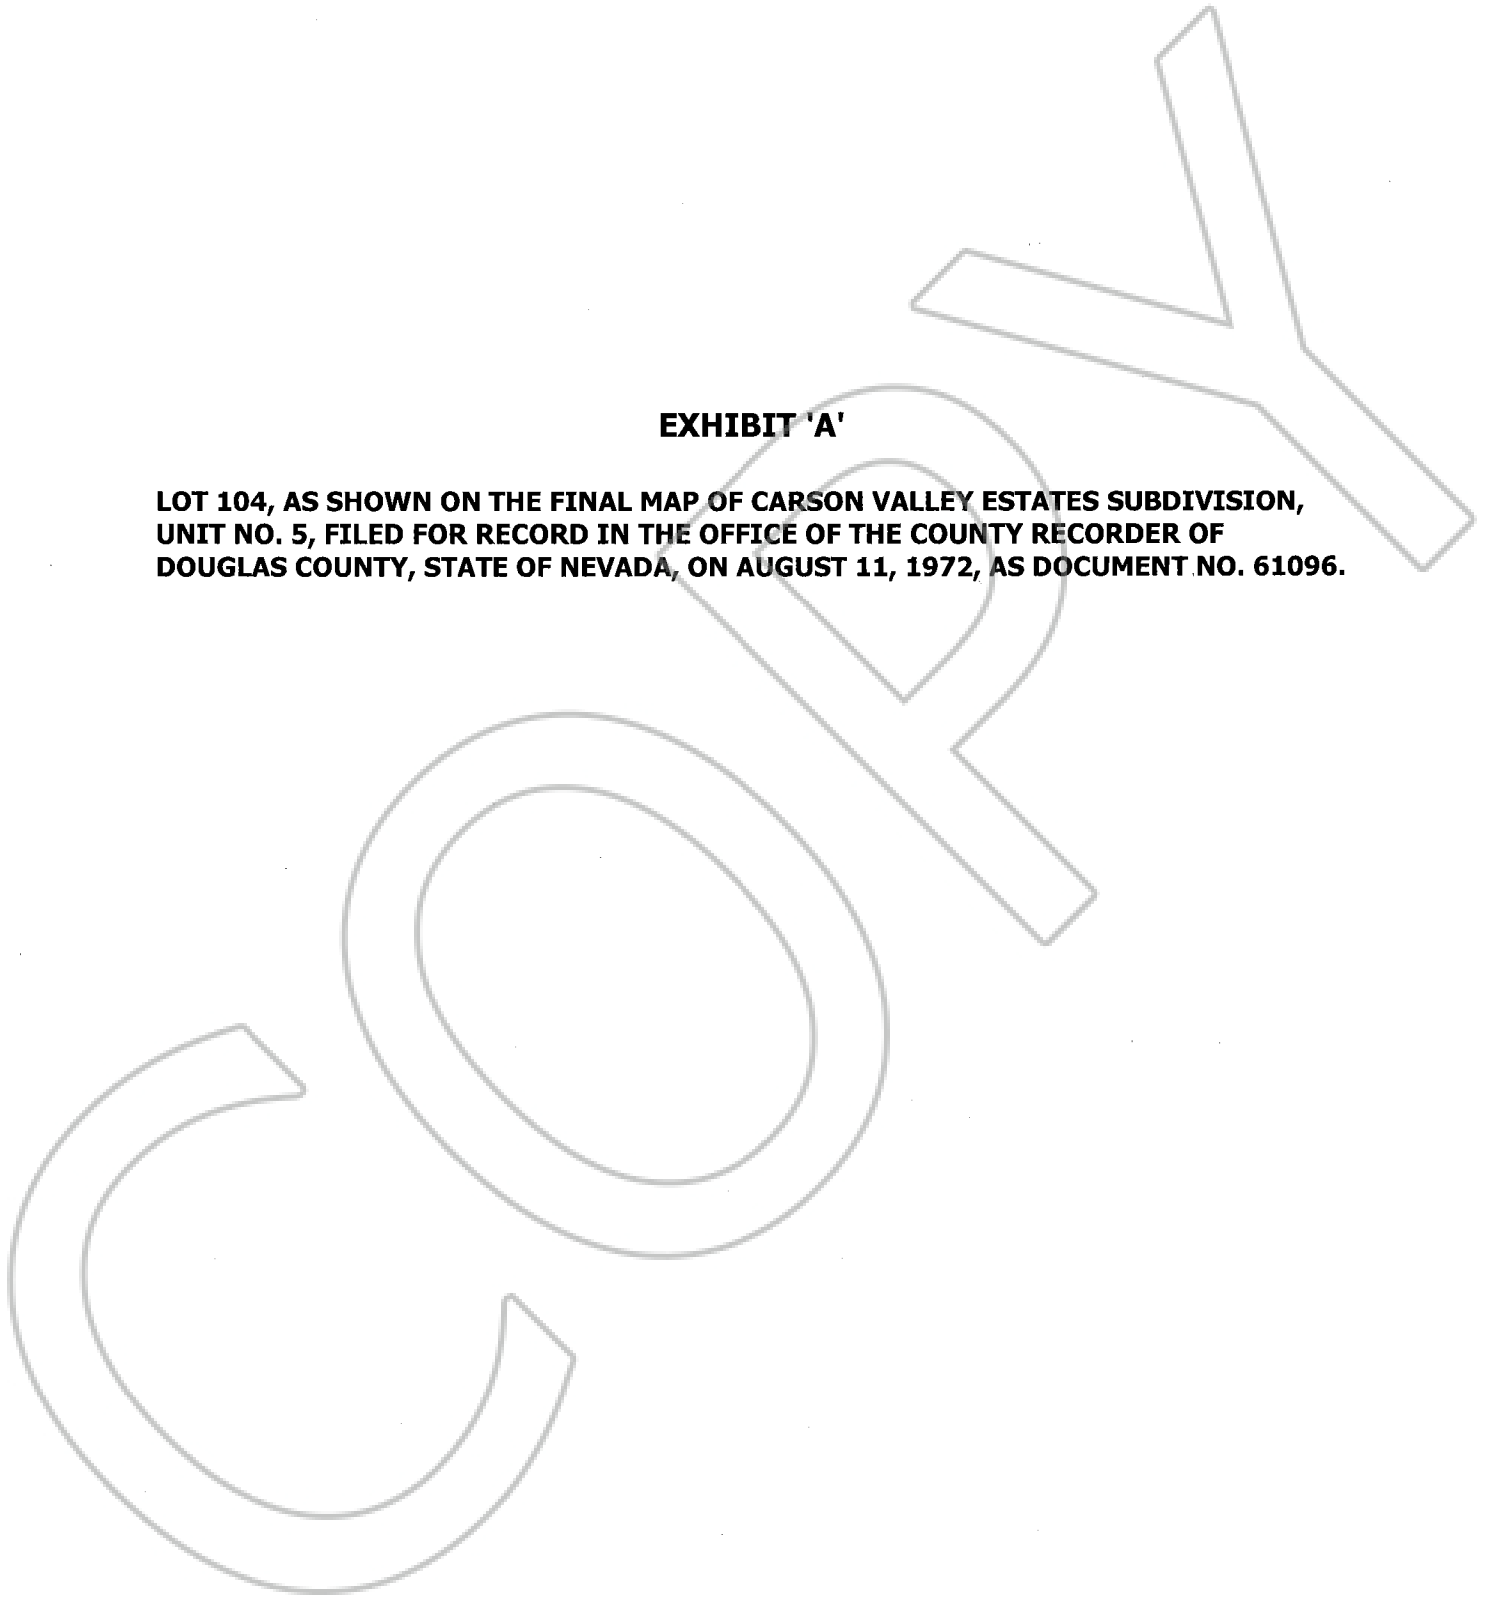 EXHIBIT 'A'
LOT 104, AS SHOWN ON THE FINAL MAP OF CARSON VALLEY ESTATES SUBDIVISION,
UNIT NO. 5, FILED FOR RECORD IN THE OFFICE OF THE COUNTY RECORDER OF
DOUGLAS COUNTY, STATE OF NEVADA, ON AUGUST 11, 1972, AS DOCUMENT NO. 61096.
COPY